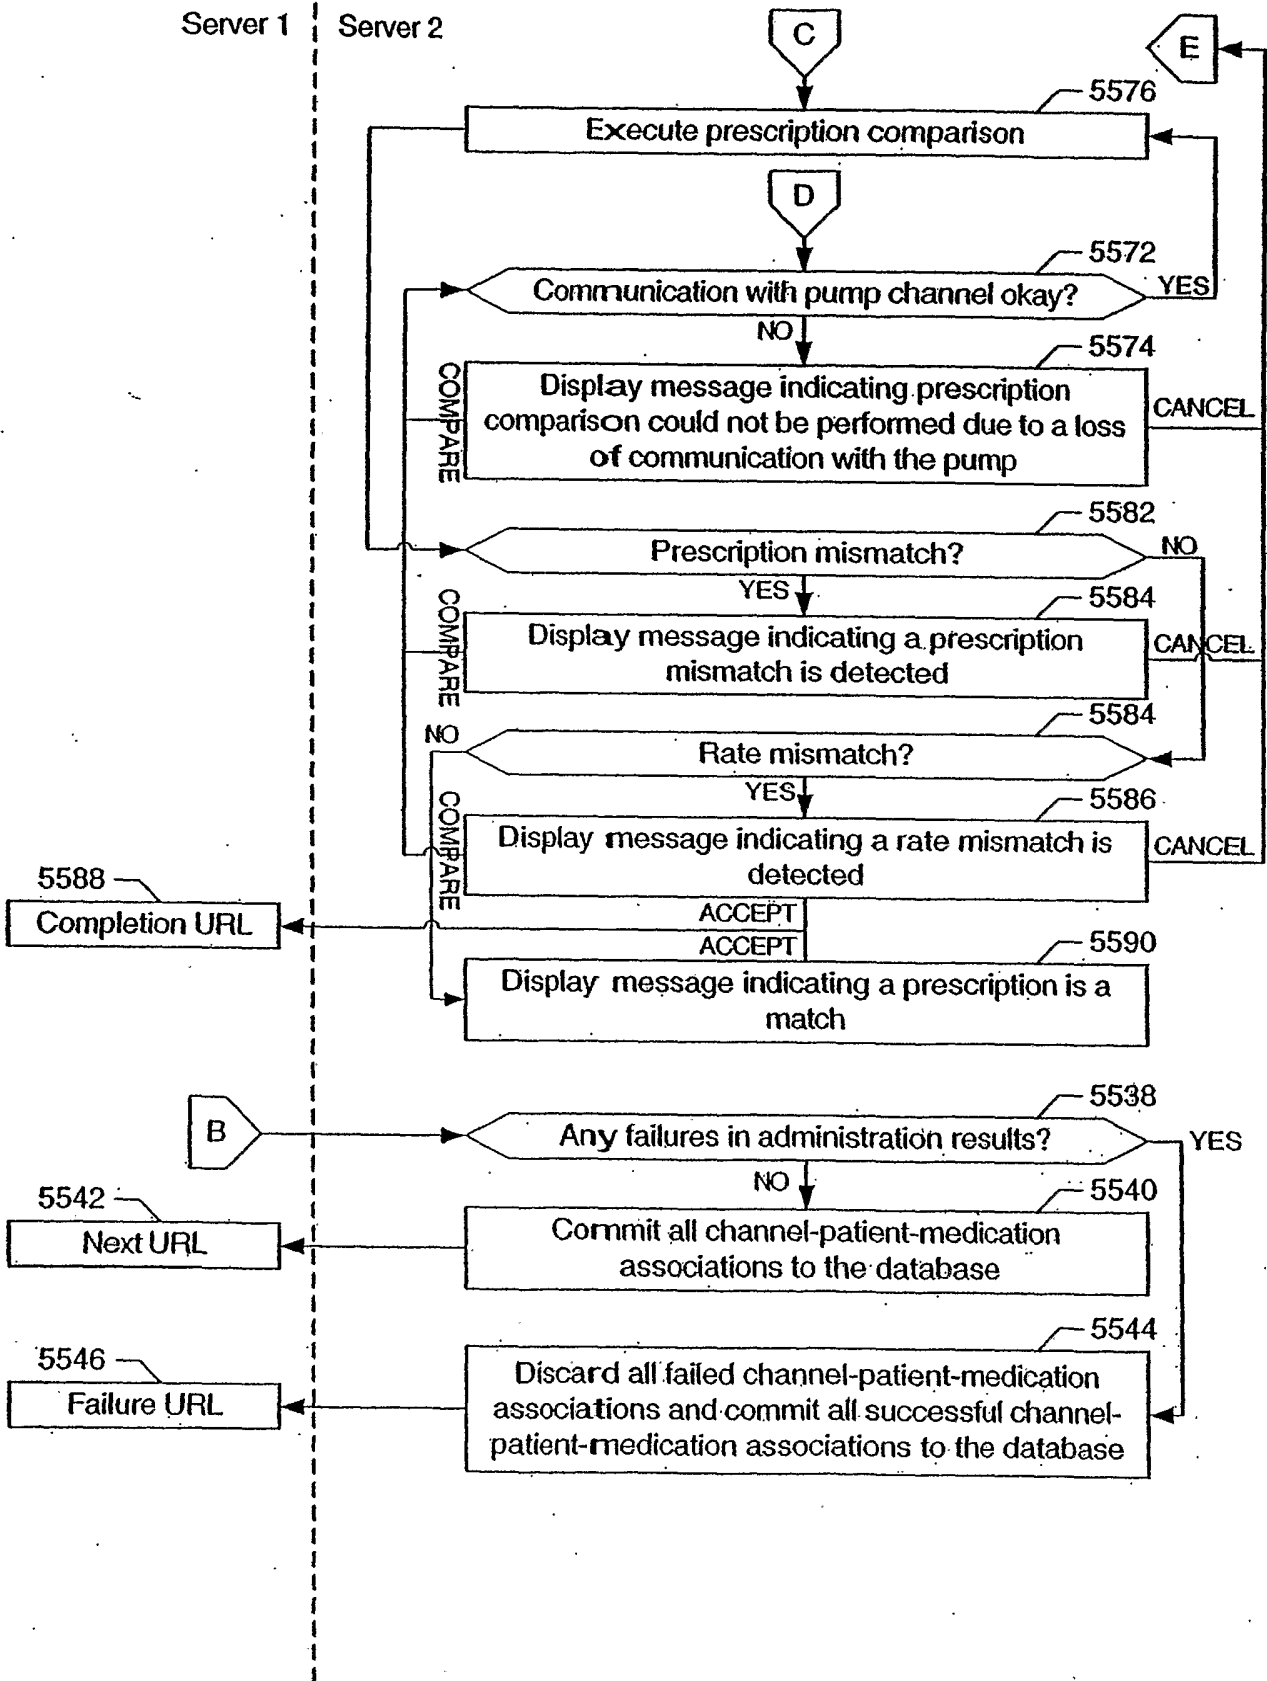 Server 1
Server 2
C
E
5576
Execute prescription comparison
D
5572
Communication with pump channel okay?
YES
NO
5574
COMPARE
Display message indicating prescription
comparison could not be performed due to a loss
of communication with the pump
CANCEL
5582
Prescription mismatch?
NO
YES
5584
COMPARE
Display message indicating a prescription
mismatch is detected
CANCEL
5584
NO
Rate mismatch?
YES
5586
COMPARE
Display message indicating a rate mismatch is
detected
CANCEL
5588
Completion URL
ACCEPT
ACCEPT
5590
Display message indicating a prescription is a
match
5538
B
Any failures in administration results?
YES
NO
5542
Next URL
5540
Commit all channel-patient-medication
associations to the database
5546
Failure URL
5544
Discard all failed channel-patient-medication
associations and commit all successful channel-
patient-medication associations to the database